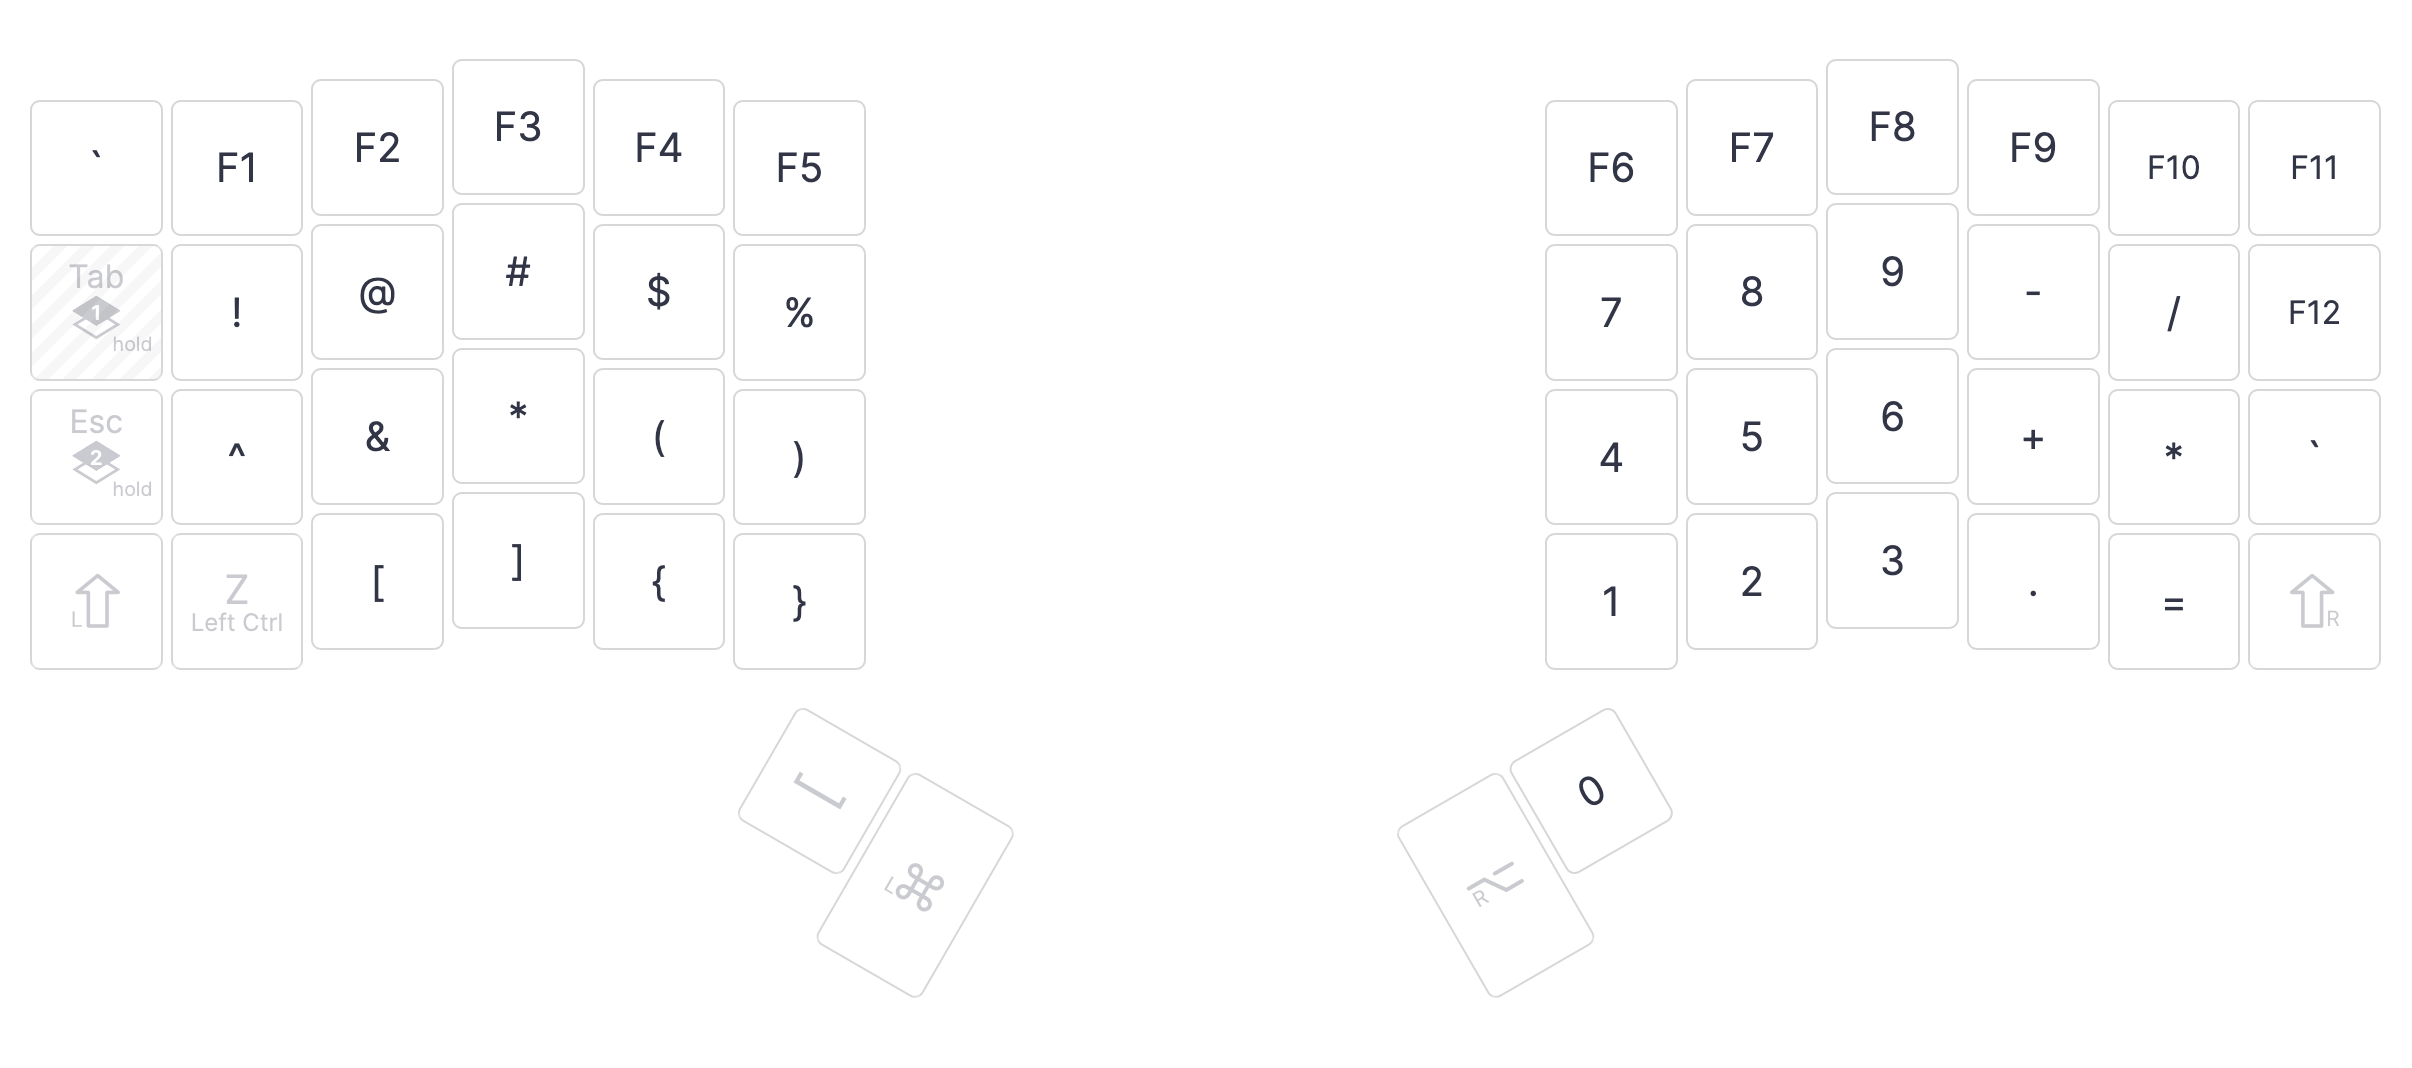 ` F1 F2 F3 F4 F5 F6 F7 F8 F9 F10 F11
Tab 1 hold ! @ # $ % 7 8 9 - / F12
Esc 2 hold ^ & * ( ) 4 5 6 + * `
L Z Left Ctrl [ ] { } 1 2 3 . = R
0
L ⌘ R ⌥